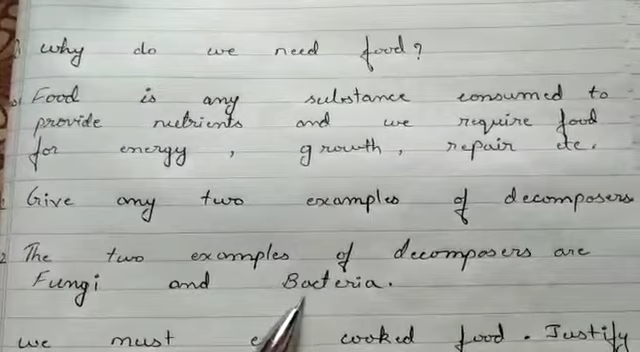 why do we need food?
Food is any substance consumed to
provide nutrients and we require food
for energy, growth, repair etc.
Give any two examples of decomposers
The two examples of decomposers are
Fungi and Bacteria.
we must cooked food. Justify